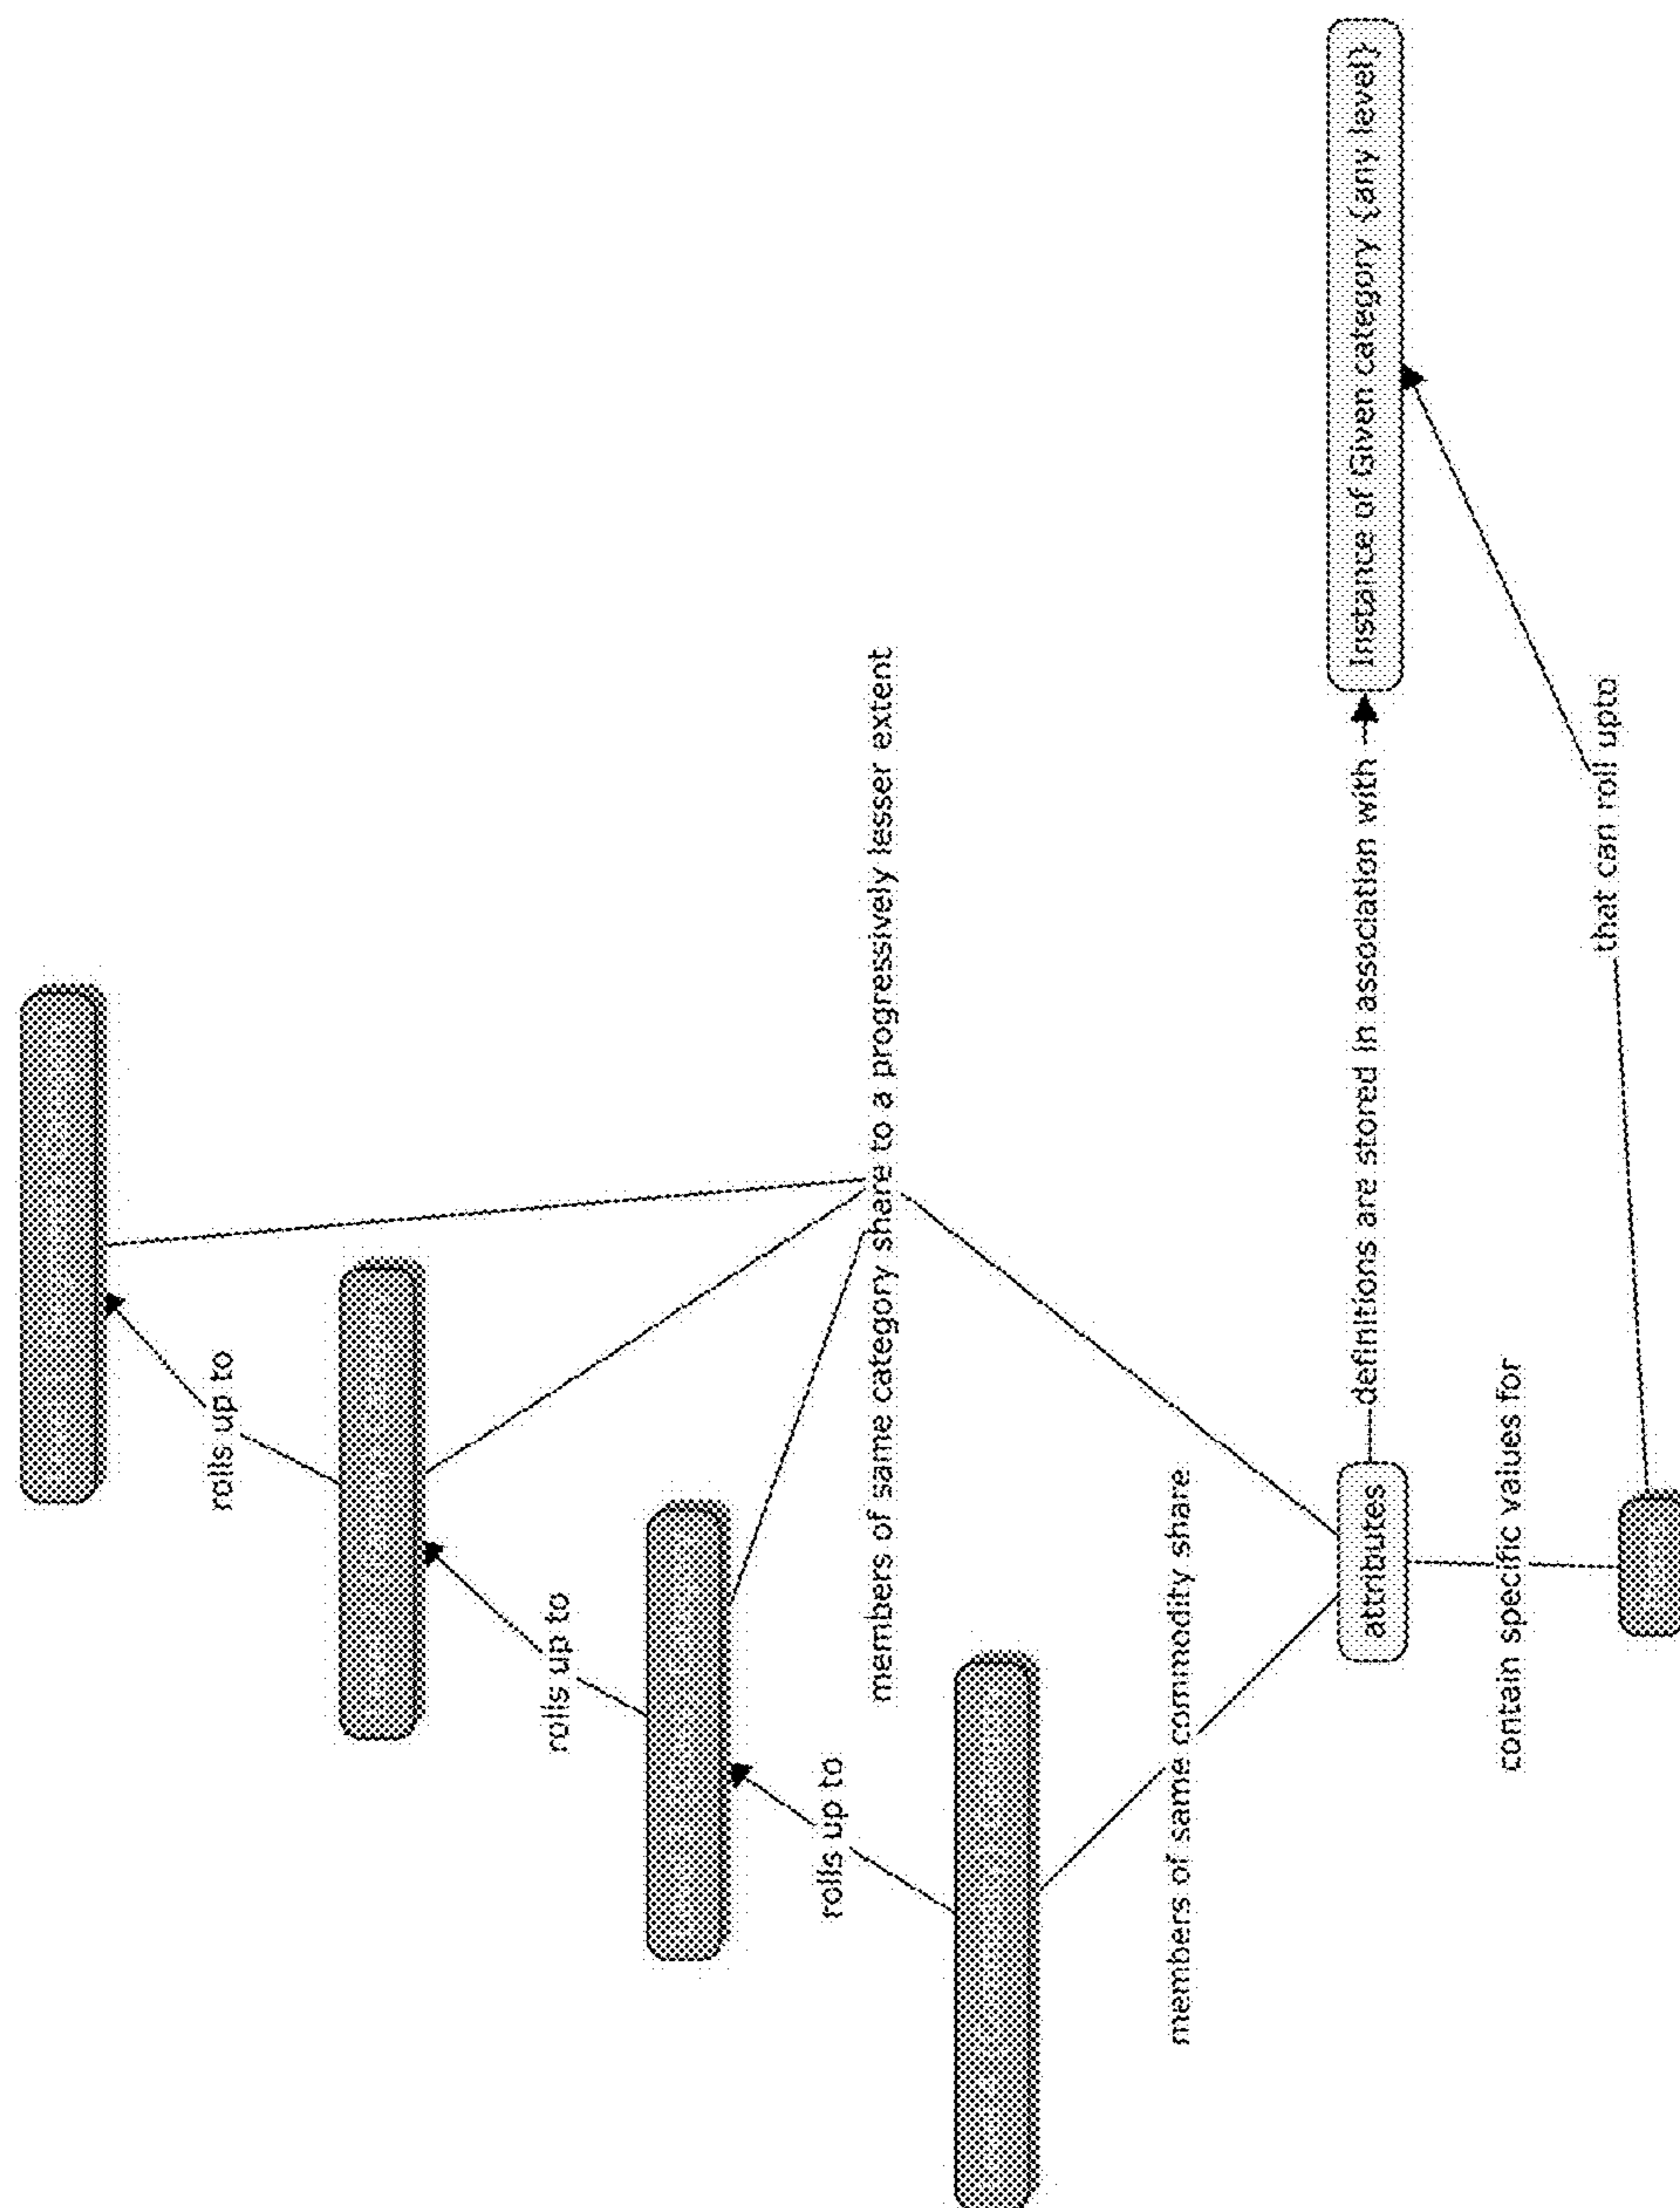 rolls up to
rolls up to
rolls up to
members of same category share to a progressively lesser extent
members of same commodity share
attributes
definitions are stored in association with
Instance of Given category {any level}
contain specific values for
that can roll upto